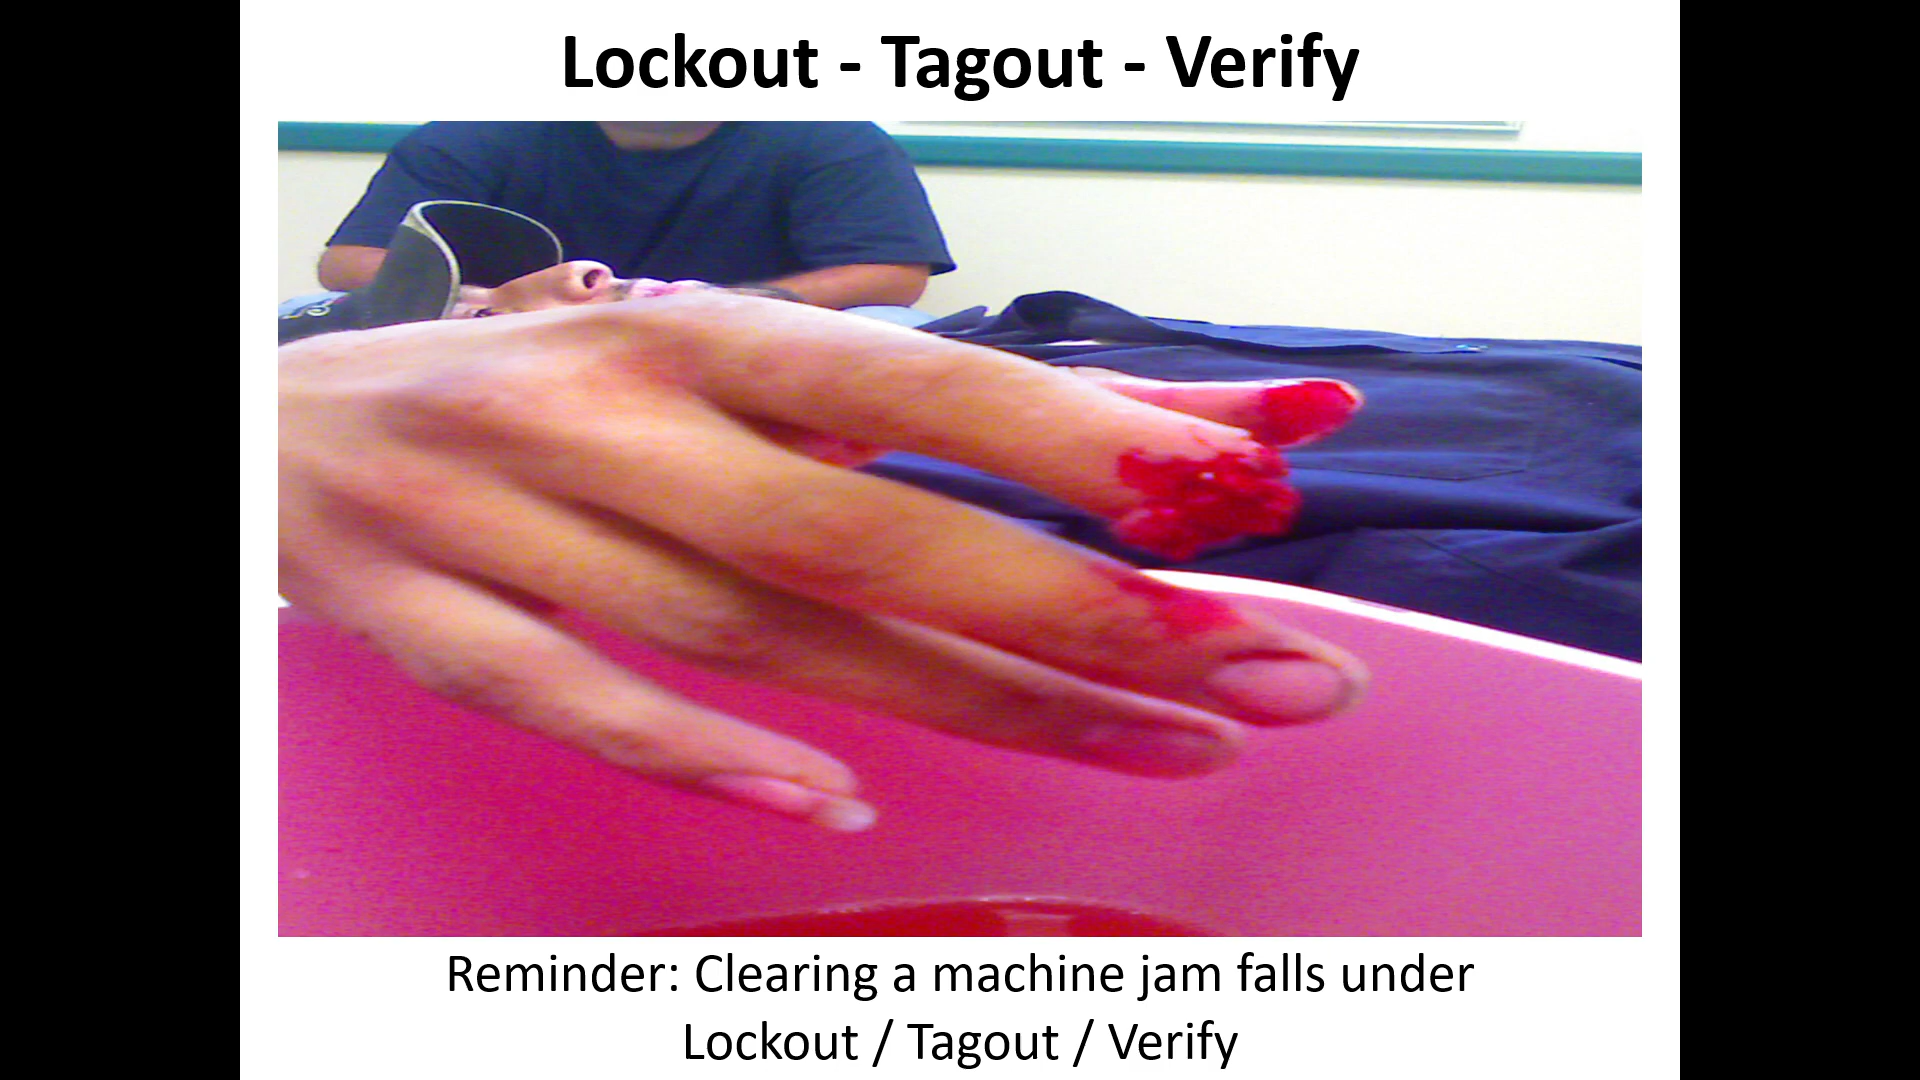 Lockout - Tagout - Verify
Reminder: Clearing a machine jam falls under
Lockout / Tagout / Verify